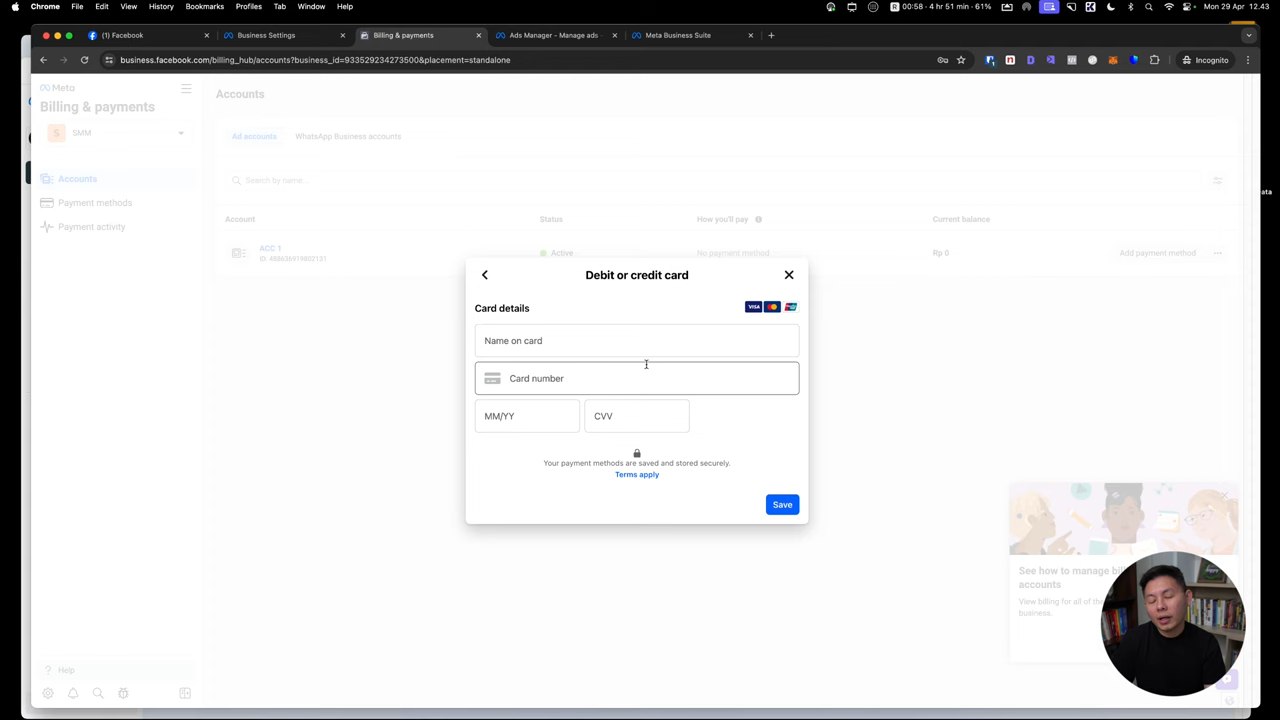 Chrome File Edit View History Bookmarks Profiles Tab Window Help
00:58 - 4 hr 51 min - 61% Mon 29 Apr 12.43
(1) Facebook
Business Settings
Billing & payments
Ads Manager - Manage ads -
Meta Business Suite
business.facebook.com/billing_hub/accounts?business_id=933529234273500&placement=standalone
Incognito
Meta
Billing & payments
S SMM
Accounts
Payment methods
Payment activity
Help
Accounts
Ad accounts WhatsApp Business accounts
Search by name...
Account Status How you'll pay Current balance
ACC 1
ID: 488636919802131
Active
No payment method
Rp 0
Add payment method
Debit or credit card
Card details
VISA
Name on card
Card number
MM/YY
CVV
Your payment methods are saved and stored securely.
Terms apply
Save
See how to manage bil
accounts
View billing for all of the
business.
ata